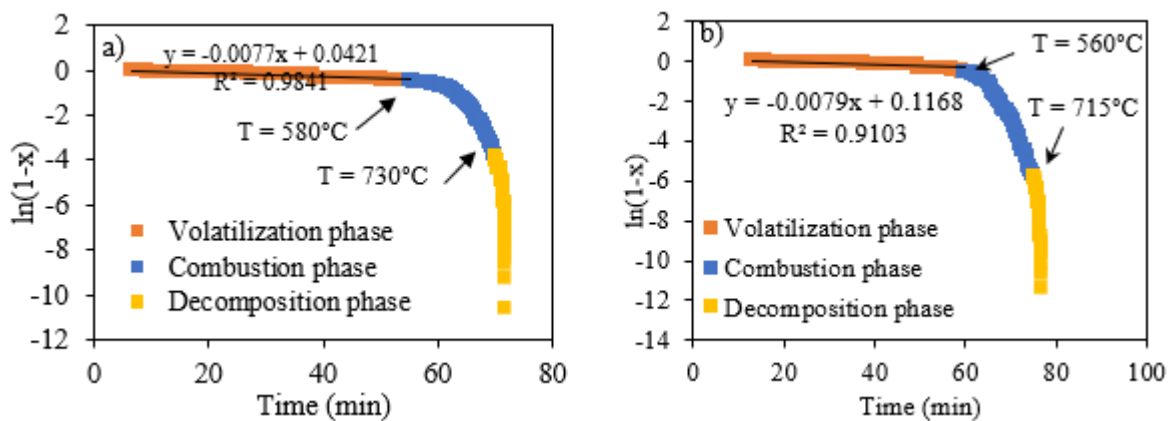 a)
y = -0.0077x + 0.0421
R² = 0.9841
T = 580°C
T = 730°C
Volatilization phase
Combustion phase
Decomposition phase
2
0
-2
-4
-6
-8
-10
-12
0 20 40 60 80
ln(1-x)
Time (min)
b)
T = 560°C
T = 715°C
y = -0.0079x + 0.1168
R² = 0.9103
Volatilization phase
Combustion phase
Decomposition phase
2
0
-2
-4
-6
-8
-10
-12
-14
0 20 40 60 80 100
ln(1-x)
Time (min)